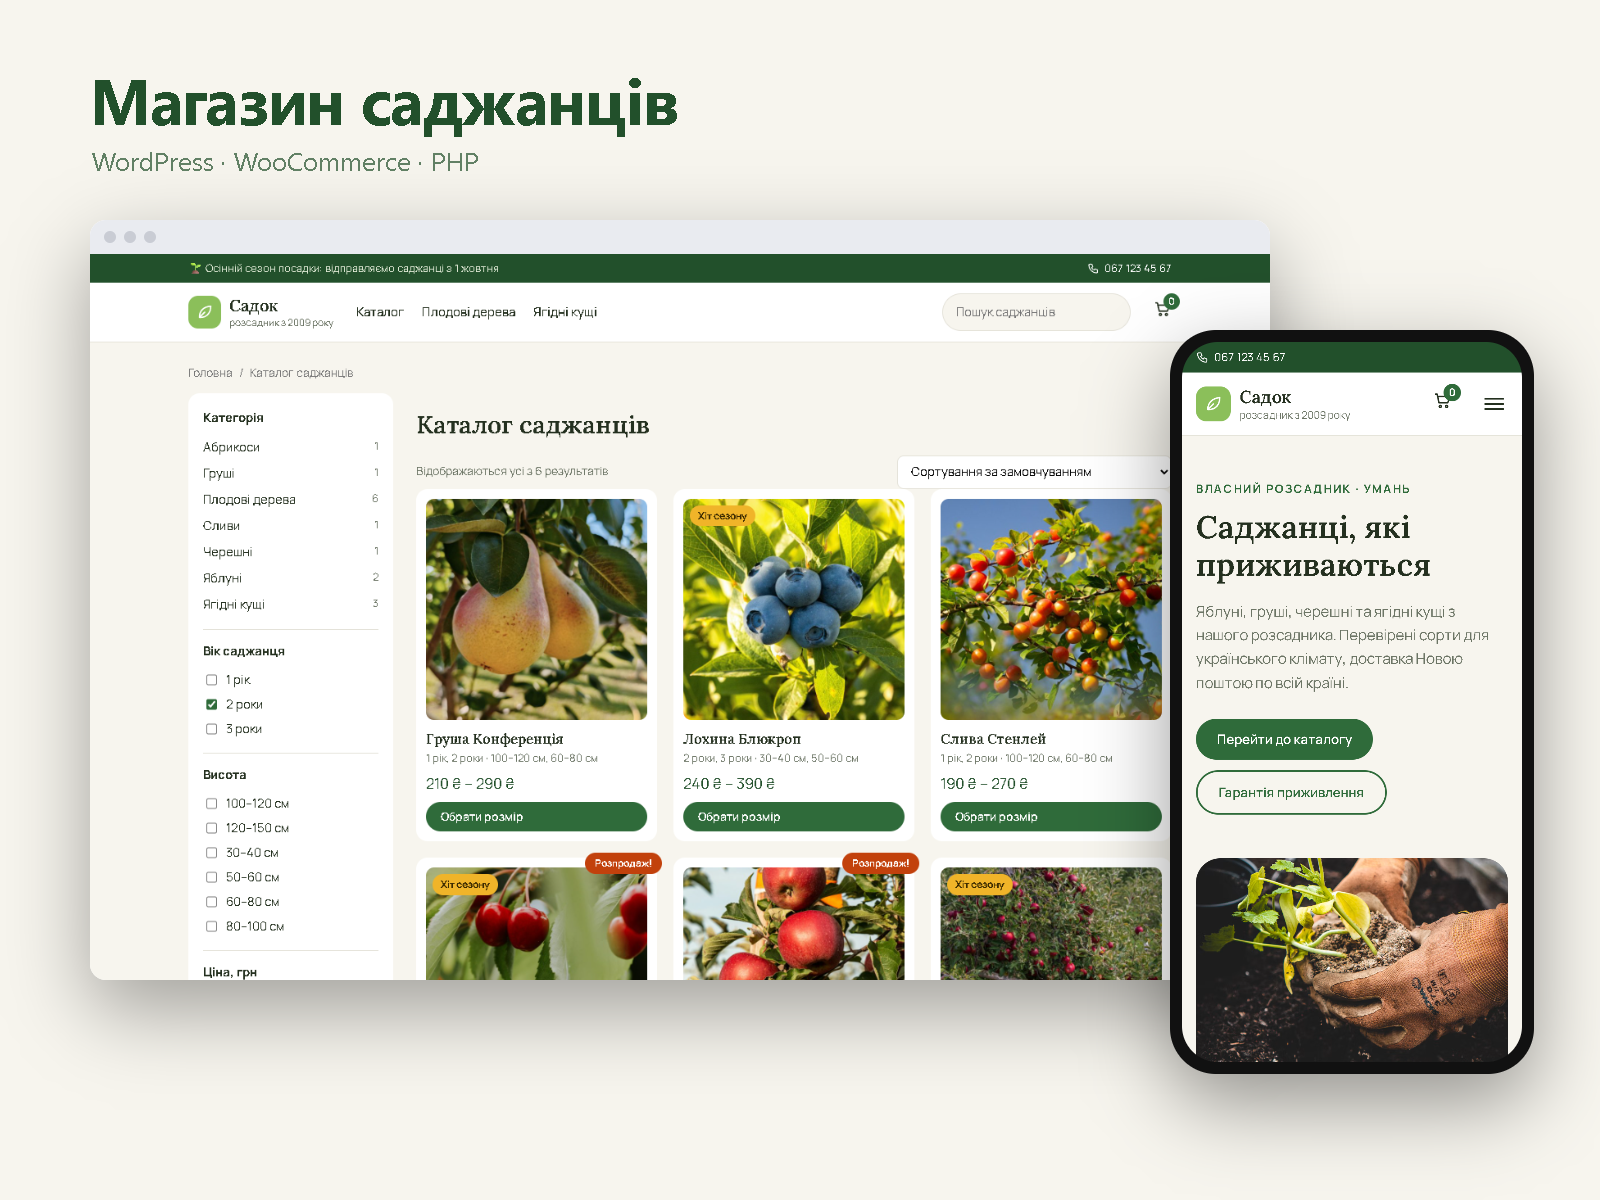 Магазин саджанців
WordPress · WooCommerce · PHP
🌱 Осінній сезон посадки: відправляємо саджанці з 1 жовтня
067 123 45 67
Садок
розсадник з 2009 року
Каталог
Плодові дерева
Ягідні кущі
Пошук саджанців
0
Головна / Каталог саджанців
Категорія
Абрикоси 1
Груші 1
Плодові дерева 6
Сливи 1
Черешні 1
Яблуні 2
Ягідні кущі 3
Вік саджанця
1 рік
2 роки
3 роки
Висота
100–120 см
120–150 см
30–40 см
50–60 см
60–80 см
80–100 см
Ціна, грн
Каталог саджанців
Відображаються усі з 6 результатів
Сортування за замовчуванням
Груша Конференція
1 рік, 2 роки · 100–120 см, 60–80 см
210 ₴ – 290 ₴
Обрати розмір
Хіт сезону
Лохина Блюкроп
2 роки, 3 роки · 30–40 см, 50–60 см
240 ₴ – 390 ₴
Обрати розмір
Слива Стенлей
1 рік, 2 роки · 100–120 см, 60–80 см
190 ₴ – 270 ₴
Обрати розмір
Розпродаж!
Хіт сезону
Розпродаж!
Хіт сезону
067 123 45 67
Садок
розсадник з 2009 року
0
ВЛАСНИЙ РОЗСАДНИК · УМАНЬ
Саджанці, які
приживаються
Яблуні, груші, черешні та ягідні кущі з
нашого розсадника. Перевірені сорти для
українського клімату, доставка Новою
поштою по всій країні.
Перейти до каталогу
Гарантія приживлення